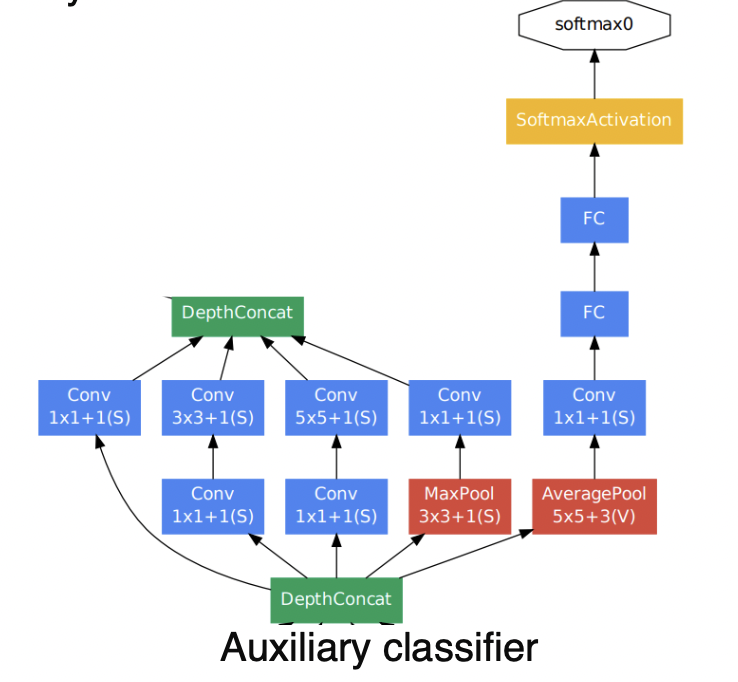 softmax0
SoftmaxActivation
FC
FC
DepthConcat
Conv
1x1+1(S)
Conv
3x3+1(S)
Conv
5x5+1(S)
Conv
1x1+1(S)
Conv
1x1+1(S)
Conv
1x1+1(S)
Conv
1x1+1(S)
MaxPool
3x3+1(S)
AveragePool
5x5+3(V)
DepthConcat
Auxiliary classifier